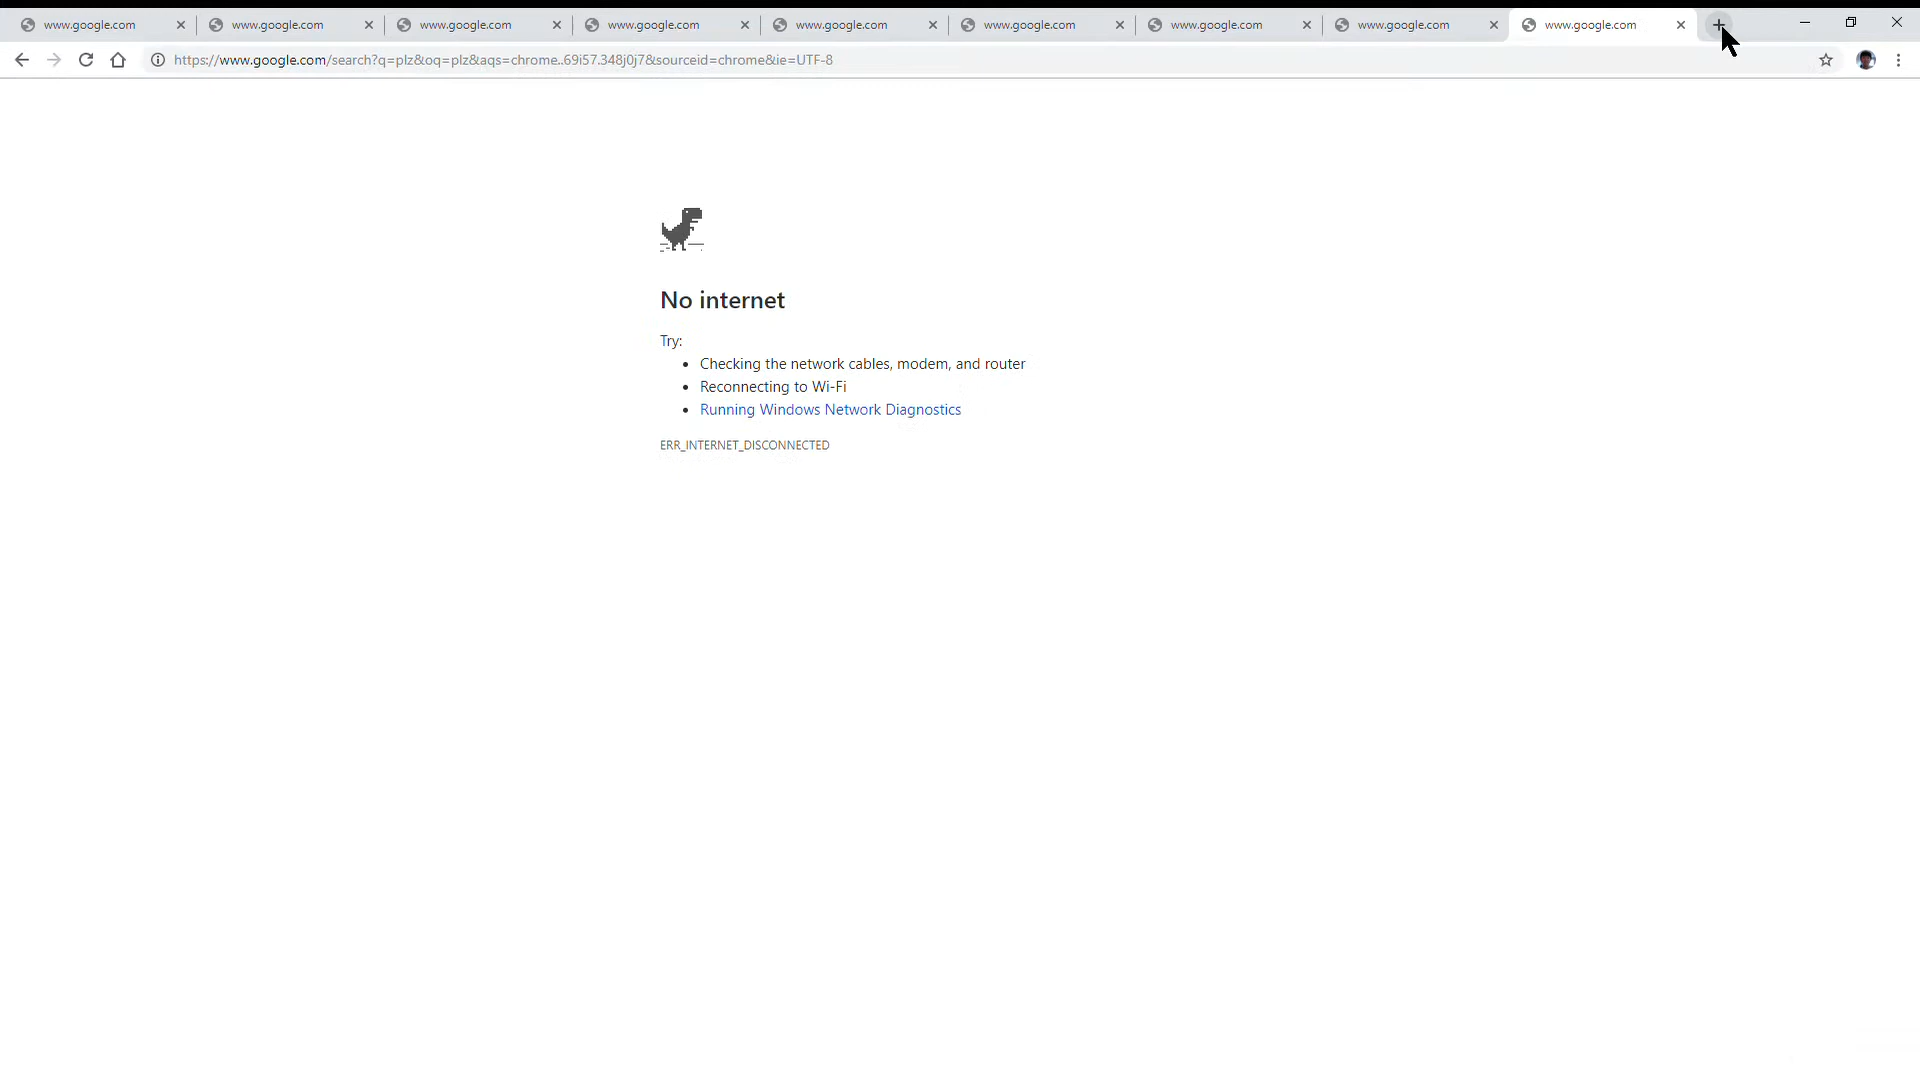 www.google.com www.google.com www.google.com www.google.com www.google.com www.google.com www.google.com www.google.com www.google.com
https://www.google.com/search?q=plz&oq=plz&aqs=chrome..69i57.348j0j7&sourceid=chrome&ie=UTF-8
No internet
Try:
Checking the network cables, modem, and router
Reconnecting to Wi-Fi
Running Windows Network Diagnostics
ERR_INTERNET_DISCONNECTED